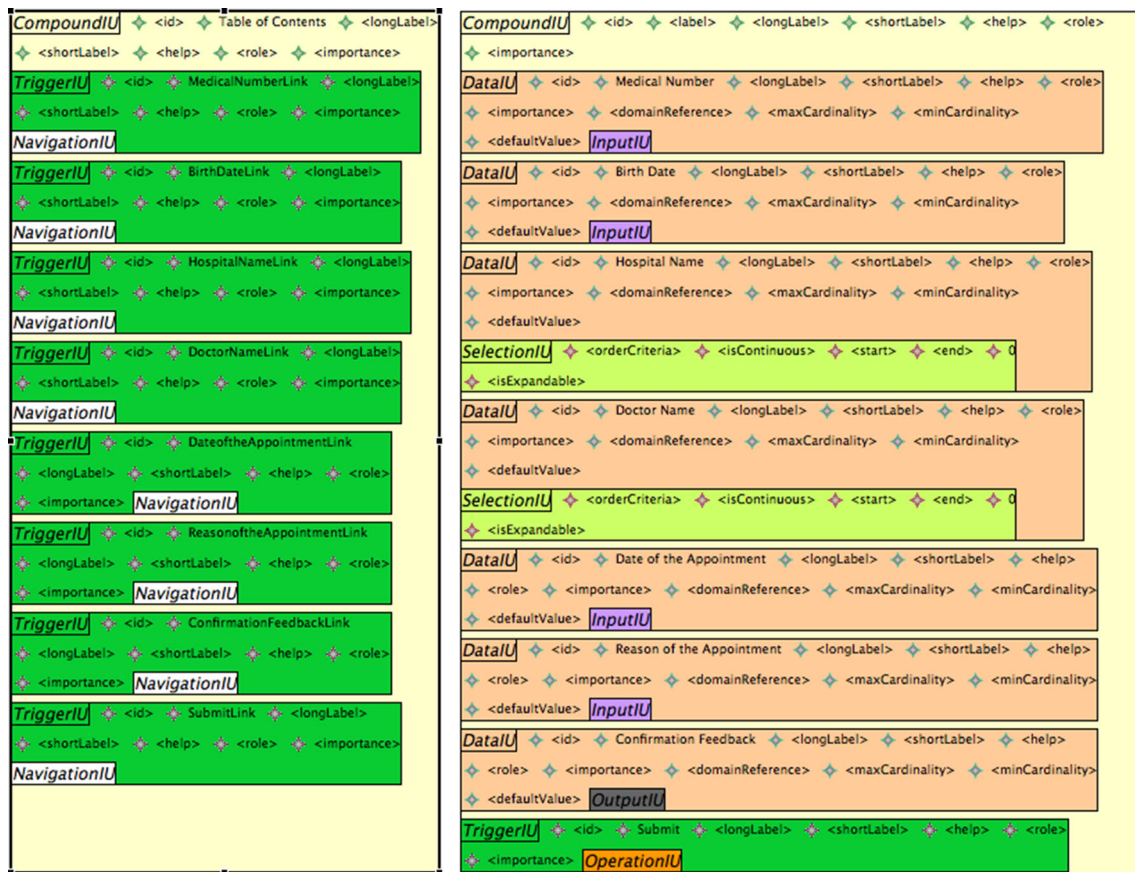 CompoundIU <id> Table of Contents <longLabel>
<shortLabel> <help> <role> <importance>
TriggerIU <id> MedicalNumberLink <longLabel>
<shortLabel> <help> <role> <importance>
NavigationIU
TriggerIU <id> BirthDateLink <longLabel>
<shortLabel> <help> <role> <importance>
NavigationIU
TriggerIU <id> HospitalNameLink <longLabel>
<shortLabel> <help> <role> <importance>
NavigationIU
TriggerIU <id> DoctorNameLink <longLabel>
<shortLabel> <help> <role> <importance>
NavigationIU
TriggerIU <id> DateoftheAppointmentLink
<longLabel> <shortLabel> <help> <role>
<importance> NavigationIU
TriggerIU <id> ReasonoftheAppointmentLink
<longLabel> <shortLabel> <help> <role>
<importance> NavigationIU
TriggerIU <id> ConfirmationFeedbackLink
<longLabel> <shortLabel> <help> <role>
<importance> NavigationIU
TriggerIU <id> SubmitLink <longLabel>
<shortLabel> <help> <role> <importance>
NavigationIU
CompoundIU <id> <label> <longLabel> <shortLabel> <help> <role>
<importance>
DataIU <id> Medical Number <longLabel> <shortLabel> <help> <role>
<importance> <domainReference> <maxCardinality> <minCardinality>
<defaultValue> InputIU
DataIU <id> Birth Date <longLabel> <shortLabel> <help> <role>
<importance> <domainReference> <maxCardinality> <minCardinality>
<defaultValue> InputIU
DataIU <id> Hospital Name <longLabel> <shortLabel> <help> <role>
<importance> <domainReference> <maxCardinality> <minCardinality>
<defaultValue>
SelectionIU <orderCriteria> <isContinuous> <start> <end> 0
<isExpandable>
DataIU <id> Doctor Name <longLabel> <shortLabel> <help> <role>
<importance> <domainReference> <maxCardinality> <minCardinality>
<defaultValue>
SelectionIU <orderCriteria> <isContinuous> <start> <end> 0
<isExpandable>
DataIU <id> Date of the Appointment <longLabel> <shortLabel> <help>
<role> <importance> <domainReference> <maxCardinality> <minCardinality>
<defaultValue> InputIU
DataIU <id> Reason of the Appointment <longLabel> <shortLabel> <help>
<role> <importance> <domainReference> <maxCardinality> <minCardinality>
<defaultValue> InputIU
DataIU <id> Confirmation Feedback <longLabel> <shortLabel> <help>
<role> <importance> <domainReference> <maxCardinality> <minCardinality>
<defaultValue> OutputIU
TriggerIU <id> Submit <longLabel> <shortLabel> <help> <role>
<importance> OperationIU